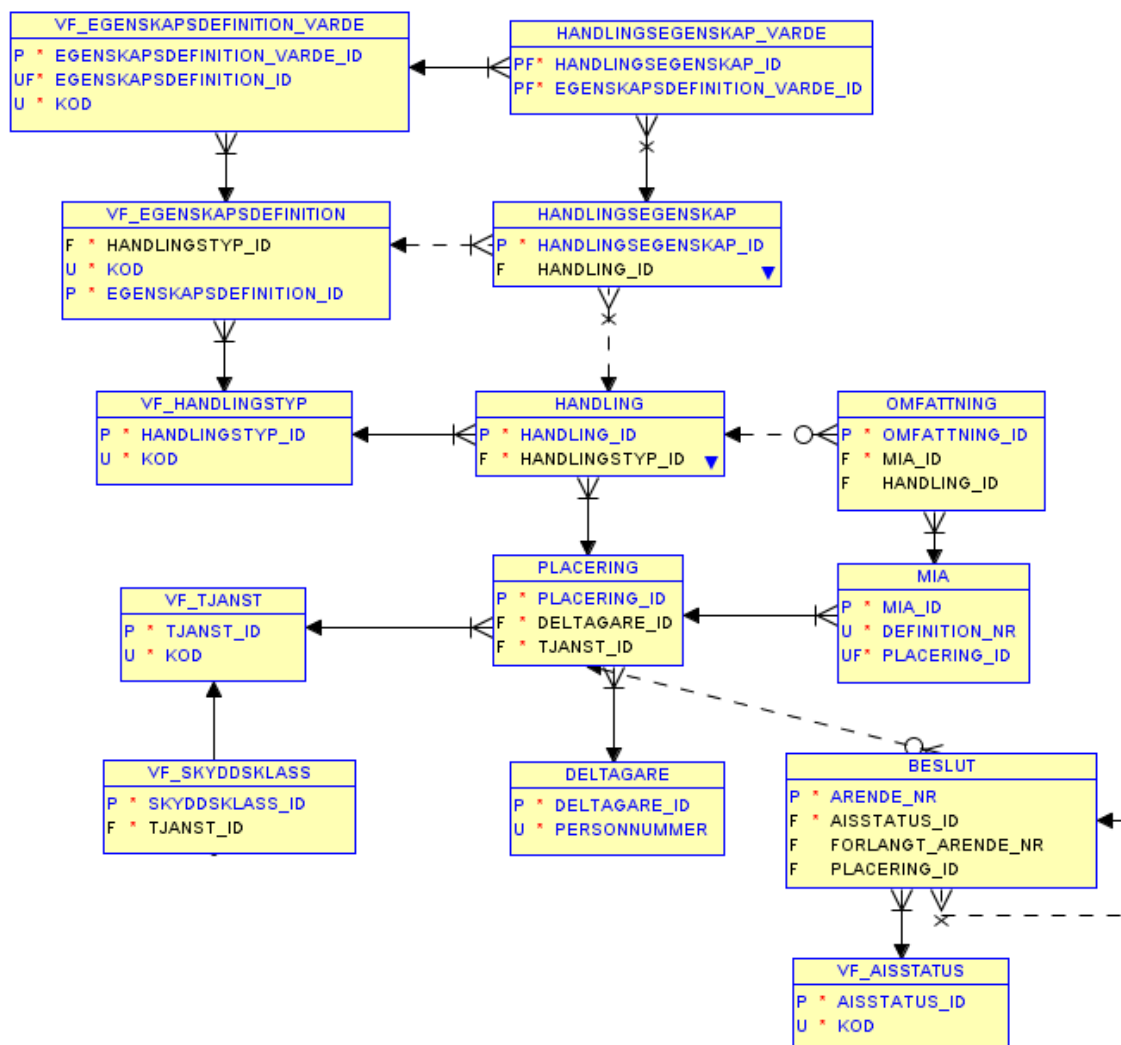 VF_EGENSKAPSDEFINITION_VARDE
P * EGENSKAPSDEFINITION_VARDE_ID
UF* EGENSKAPSDEFINITION_ID
U * KOD
HANDLINGSEGENSKAP_VARDE
PF* HANDLINGSEGENSKAP_ID
PF* EGENSKAPSDEFINITION_VARDE_ID
VF_EGENSKAPSDEFINITION
F * HANDLINGSTYP_ID
U * KOD
P * EGENSKAPSDEFINITION_ID
HANDLINGSEGENSKAP
P * HANDLINGSEGENSKAP_ID
F HANDLING_ID
VF_HANDLINGSTYP
P * HANDLINGSTYP_ID
U * KOD
HANDLING
P * HANDLING_ID
F * HANDLINGSTYP_ID
OMFATTNING
P * OMFATTNING_ID
F * MIA_ID
F HANDLING_ID
VF_TJANST
P * TJANST_ID
U * KOD
PLACERING
P * PLACERING_ID
F * DELTAGARE_ID
F * TJANST_ID
MIA
P * MIA_ID
U * DEFINITION_NR
UF* PLACERING_ID
VF_SKYDDSKLASS
P * SKYDDSKLASS_ID
F * TJANST_ID
DELTAGARE
P * DELTAGARE_ID
U * PERSONNUMMER
BESLUT
P * ARENDE_NR
F * AISSTATUS_ID
F FORLANGT_ARENDE_NR
F PLACERING_ID
VF_AISSTATUS
P * AISSTATUS_ID
U * KOD